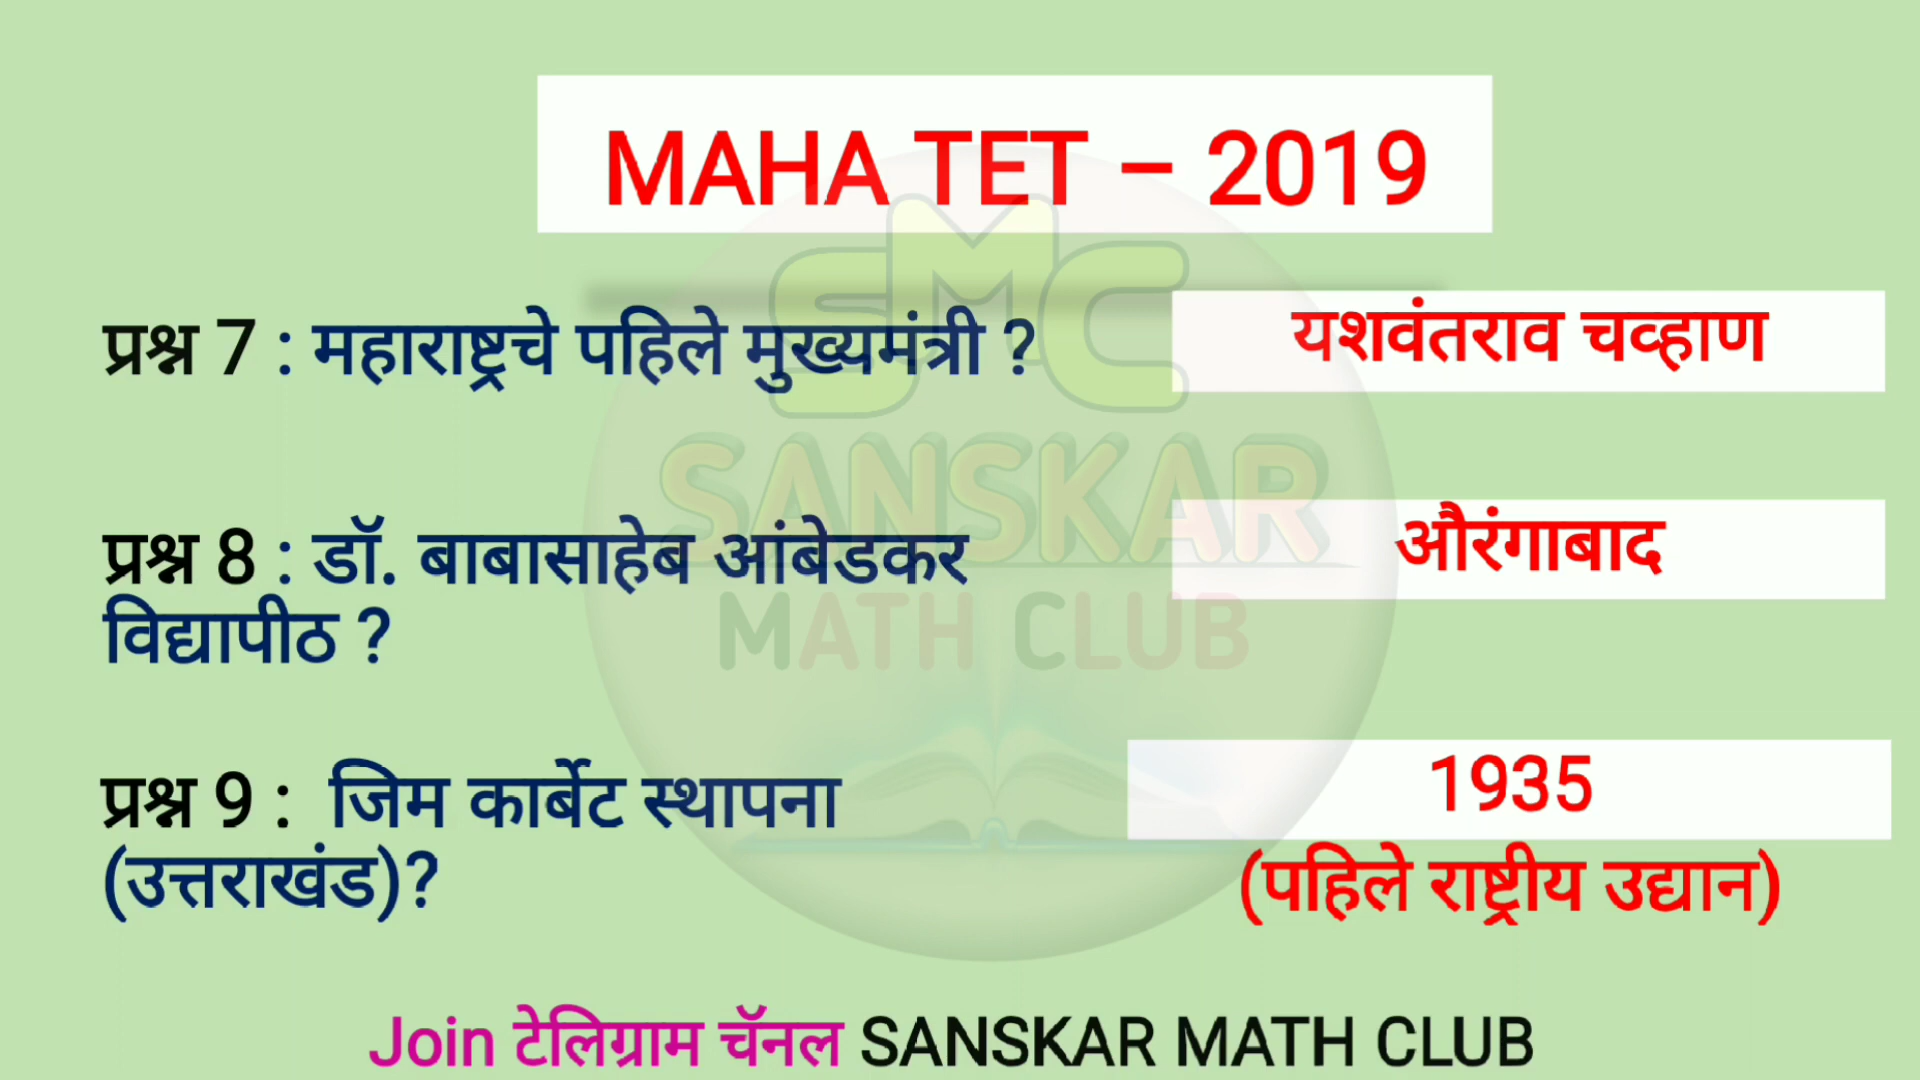 MAHA TET – 2019
प्रश्न 7 : महाराष्ट्रचे पहिले मुख्यमंत्री ?
यशवंतराव चव्हाण
प्रश्न 8 : डॉ. बाबासाहेब आंबेडकर
विद्यापीठ ?
औरंगाबाद
प्रश्न 9 : जिम कार्बेट स्थापना
(उत्तराखंड)?
1935
(पहिले राष्ट्रीय उद्यान)
SMC
SANSKAR
MATH CLUB
Join टेलिग्राम चॅनल SANSKAR MATH CLUB